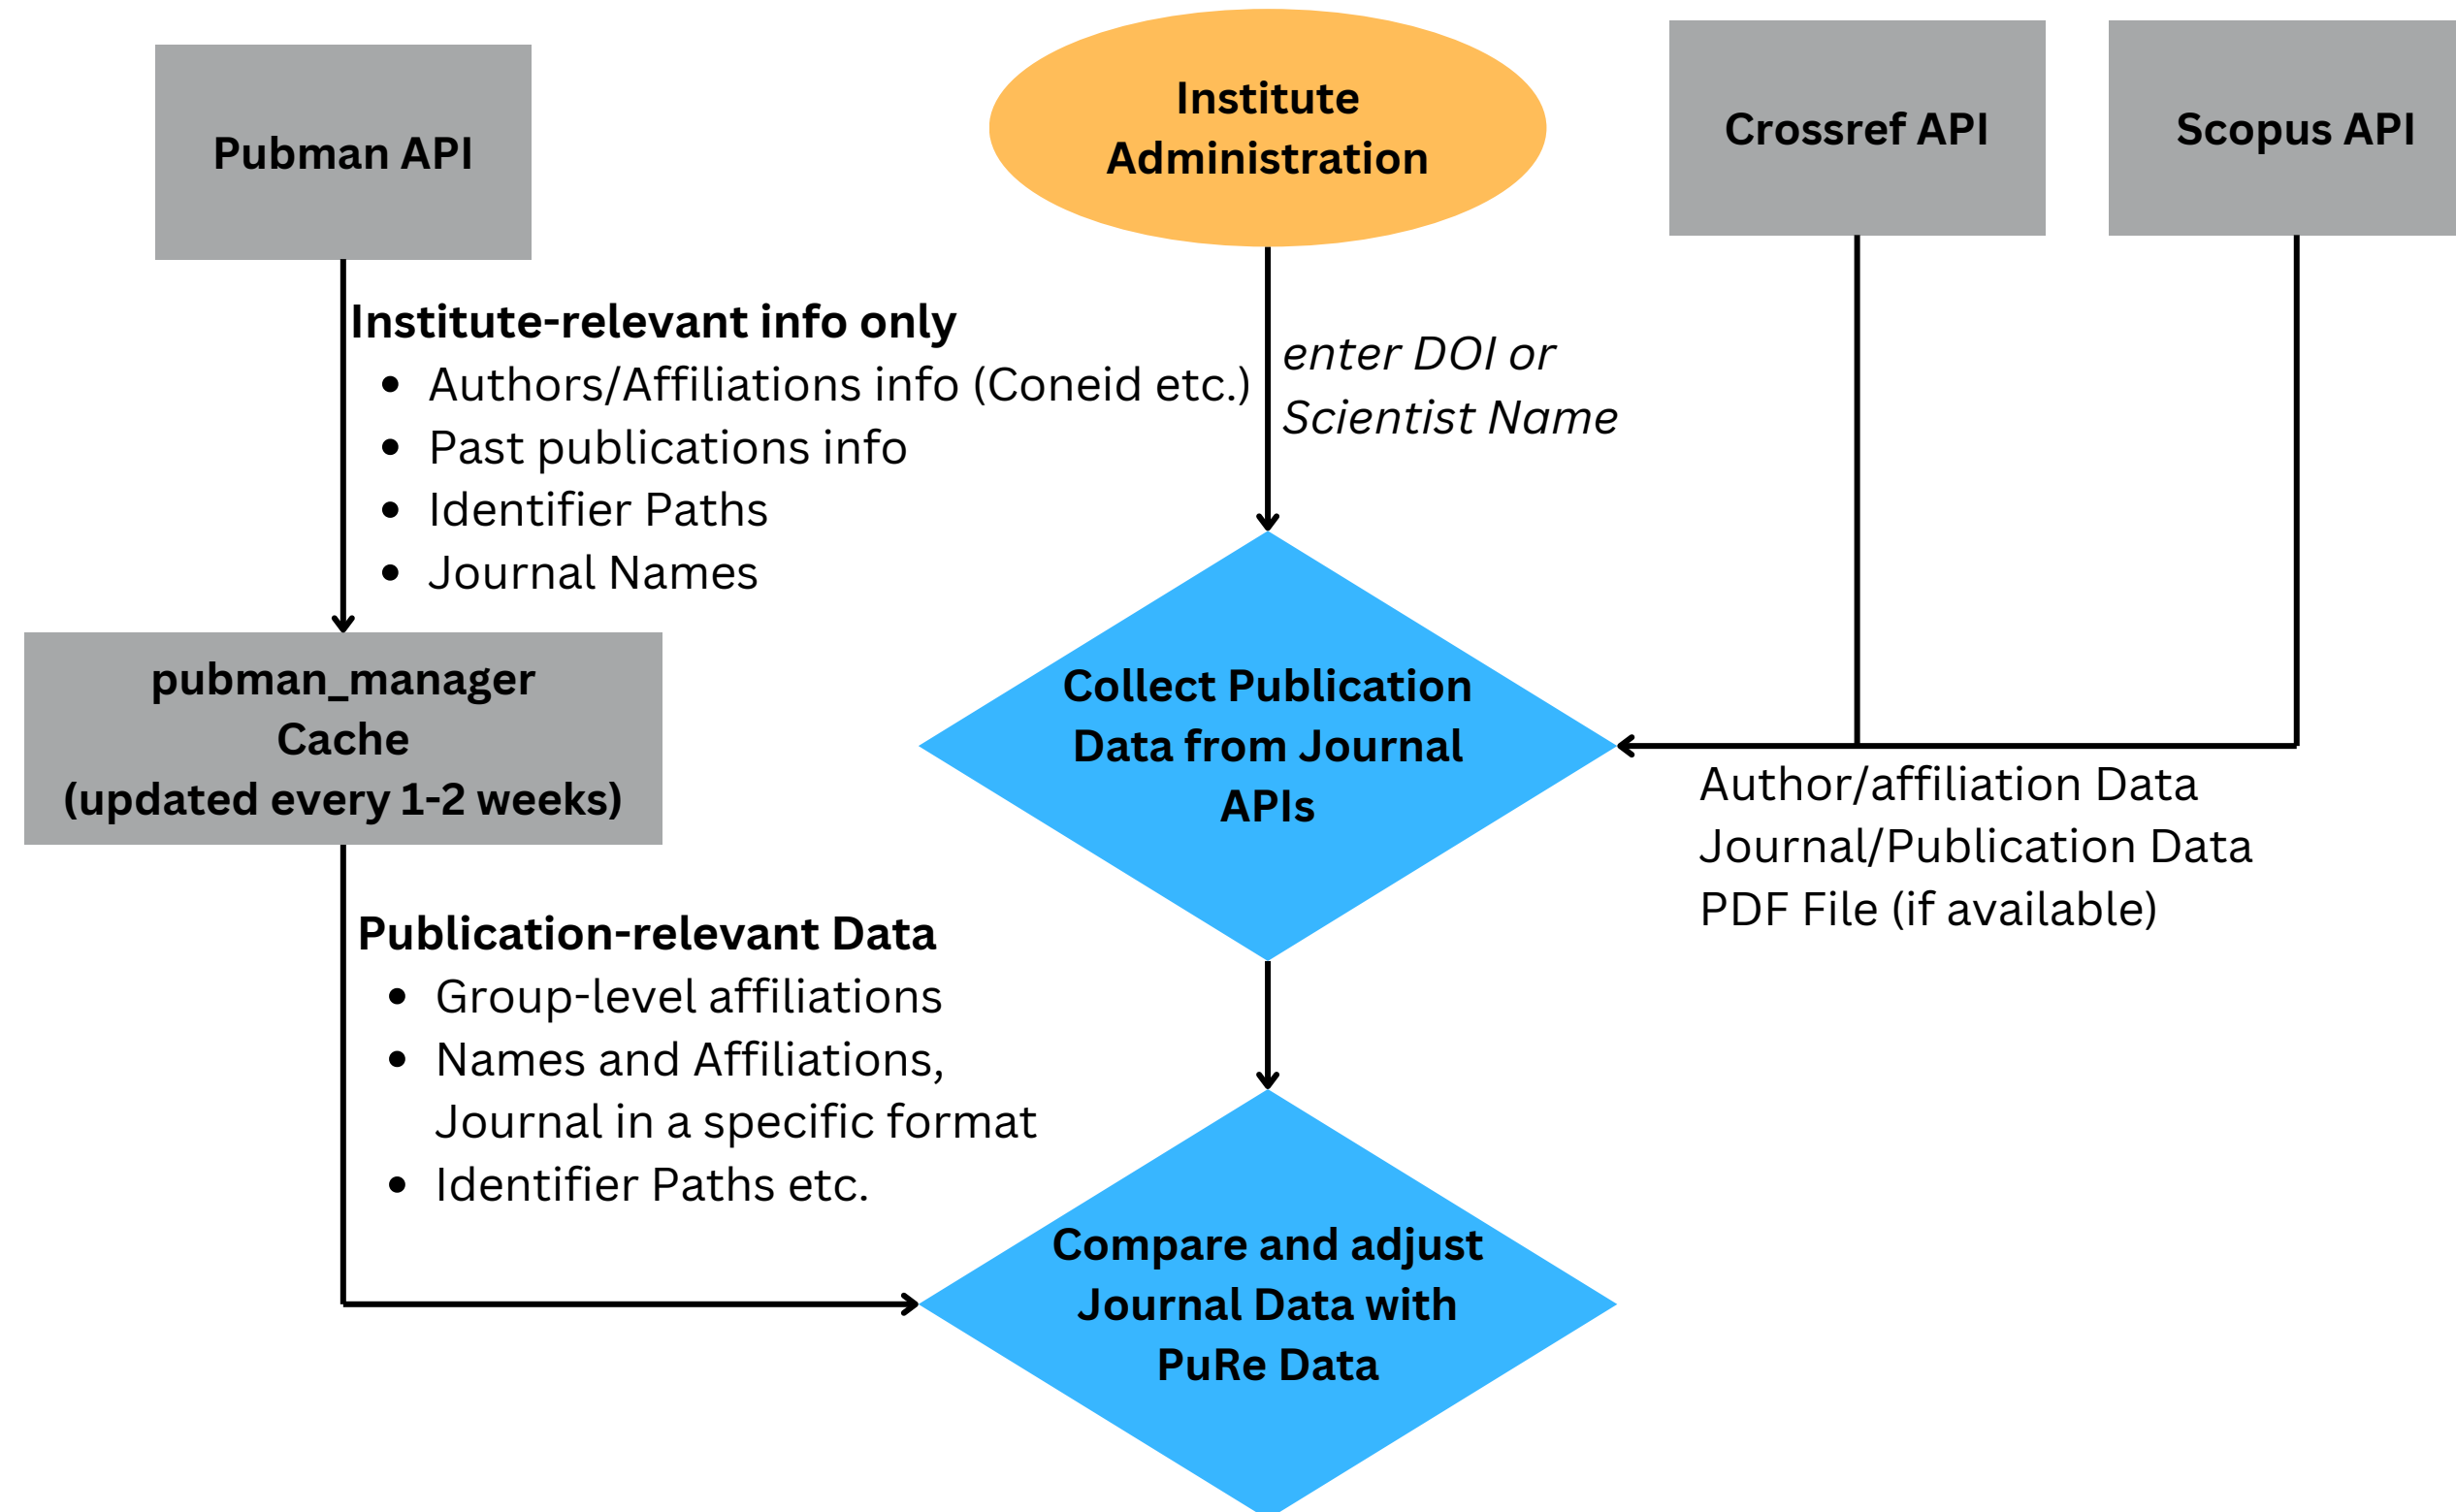 Pubman API
Institute
Administration
Crossref API
Scopus API
Institute-relevant info only
• Authors/Affiliations info (Coneid etc.)
• Past publications info
• Identifier Paths
• Journal Names
enter DOI or
Scientist Name
pubman_manager
Cache
(updated every 1-2 weeks)
Collect Publication
Data from Journal
APIs
Author/affiliation Data
Journal/Publication Data
PDF File (if available)
Publication-relevant Data
• Group-level affiliations
• Names and Affiliations,
Journal in a specific format
• Identifier Paths etc.
Compare and adjust
Journal Data with
PuRe Data